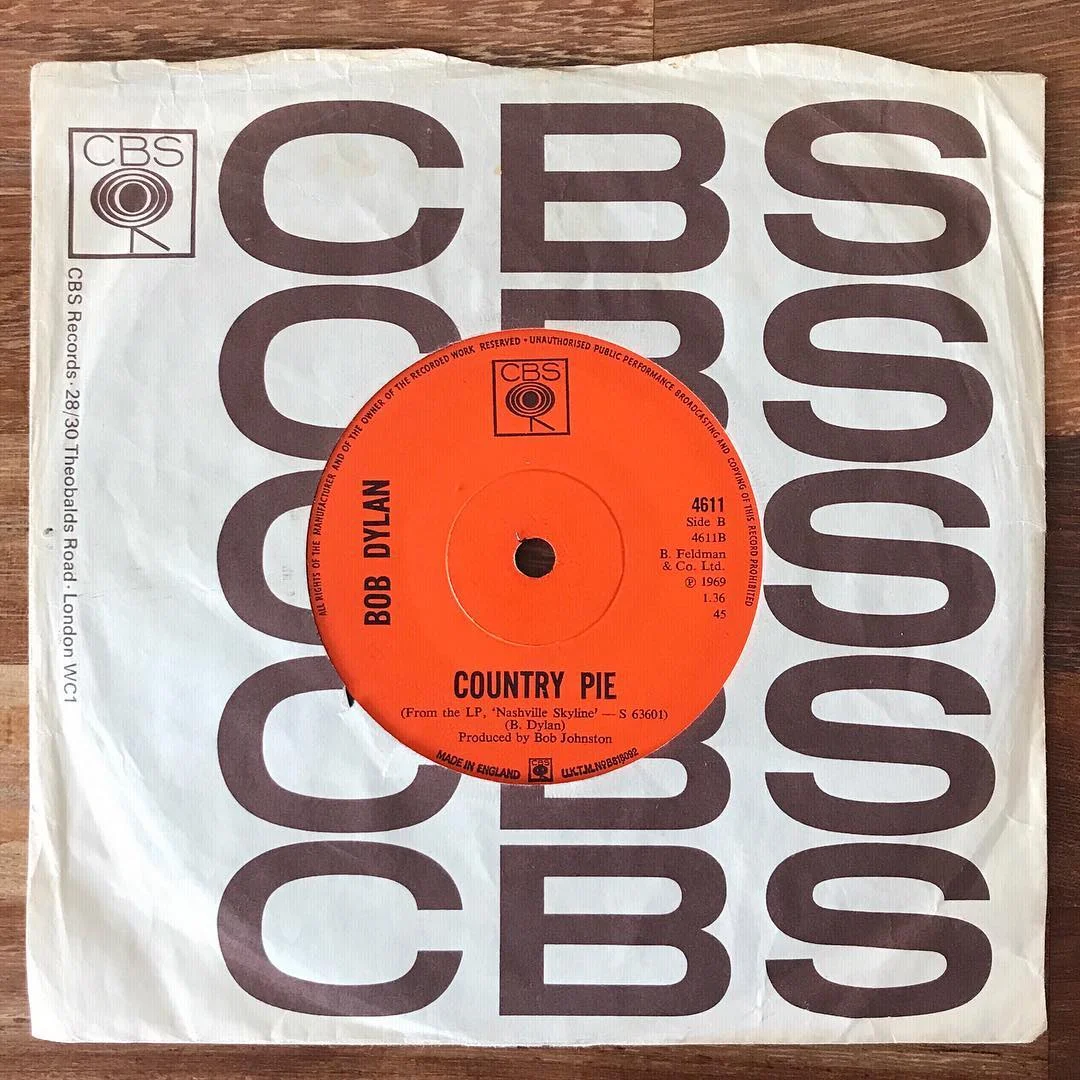 CBS
CBS Records · 28/30 Theobalds Road · London WC1
CBS
CBS
CBS
CBS
CBS
ALL RIGHTS OF THE MANUFACTURER AND OF THE OWNER OF THE RECORDED WORK RESERVED · UNAUTHORISED PUBLIC PERFORMANCE BROADCASTING AND COPYING OF THIS RECORD PROHIBITED
CBS
BOB DYLAN
4611
Side B
4611B
B. Feldman
& Co. Ltd.
℗ 1969
1.36
45
COUNTRY PIE
(From the LP, 'Nashville Skyline' — S 63601)
(B. Dylan)
Produced by Bob Johnston
MADE IN ENGLAND CBS U.K.T.M. No